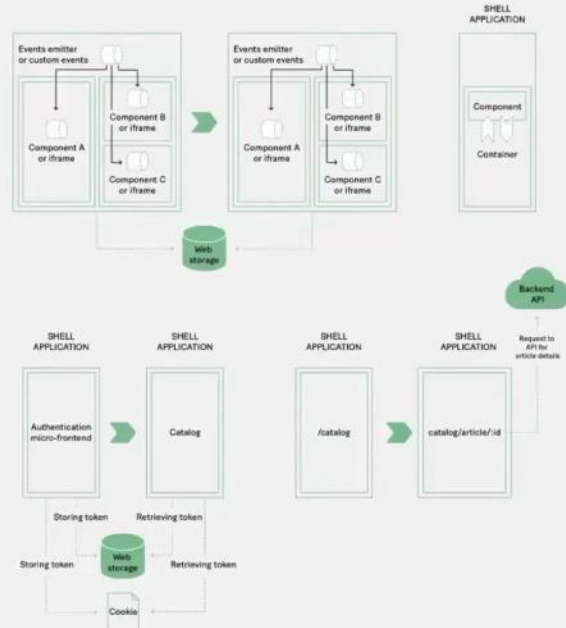 SHELL
APPLICATION
Events emitter
or custom events
Component A
or iframe
Component B
or iframe
Component C
or iframe
Events emitter
or custom events
Component A
or iframe
Component B
or iframe
Component C
or iframe
Component
Container
Web
storage
Backend
API
Request to
API for
article details
SHELL
APPLICATION
Authentication
micro-frontend
SHELL
APPLICATION
Catalog
SHELL
APPLICATION
/catalog
SHELL
APPLICATION
catalog/article/:id
Storing token
Retrieving token
Web
storage
Storing token
Retrieving token
Cookie